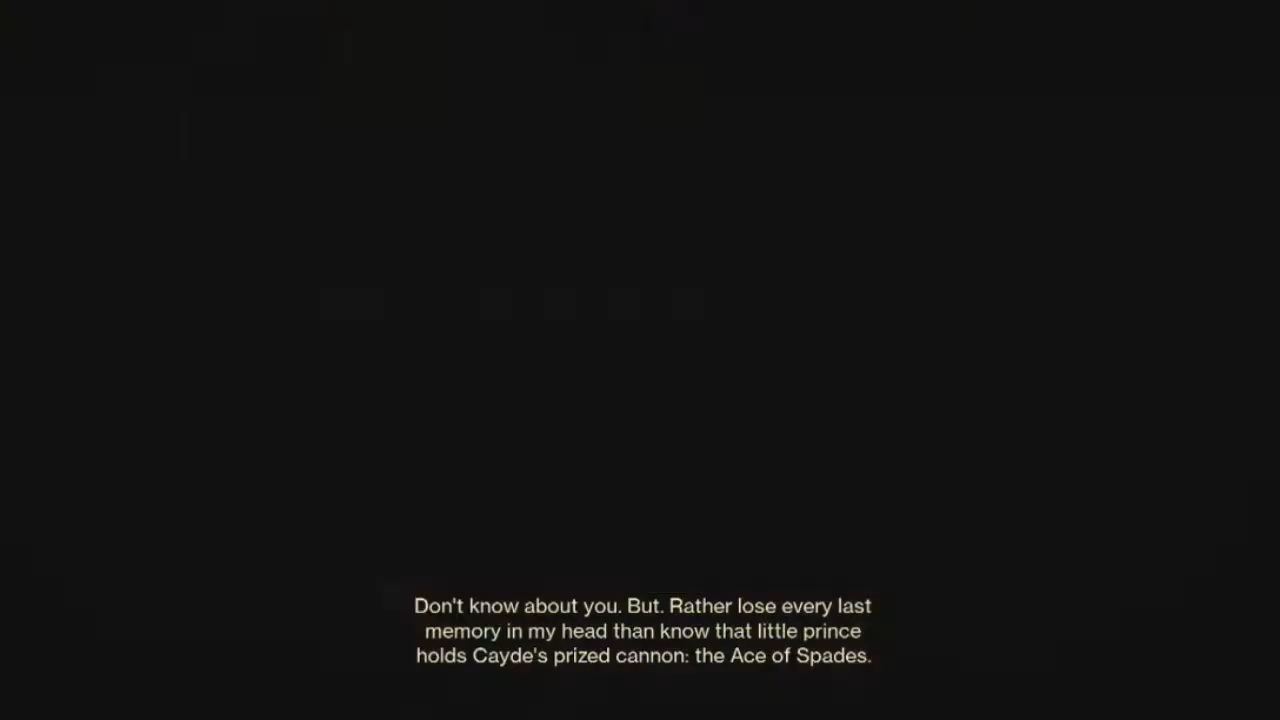 Don't know about you. But. Rather lose every last
memory in my head than know that little prince
holds Cayde's prized cannon: the Ace of Spades.